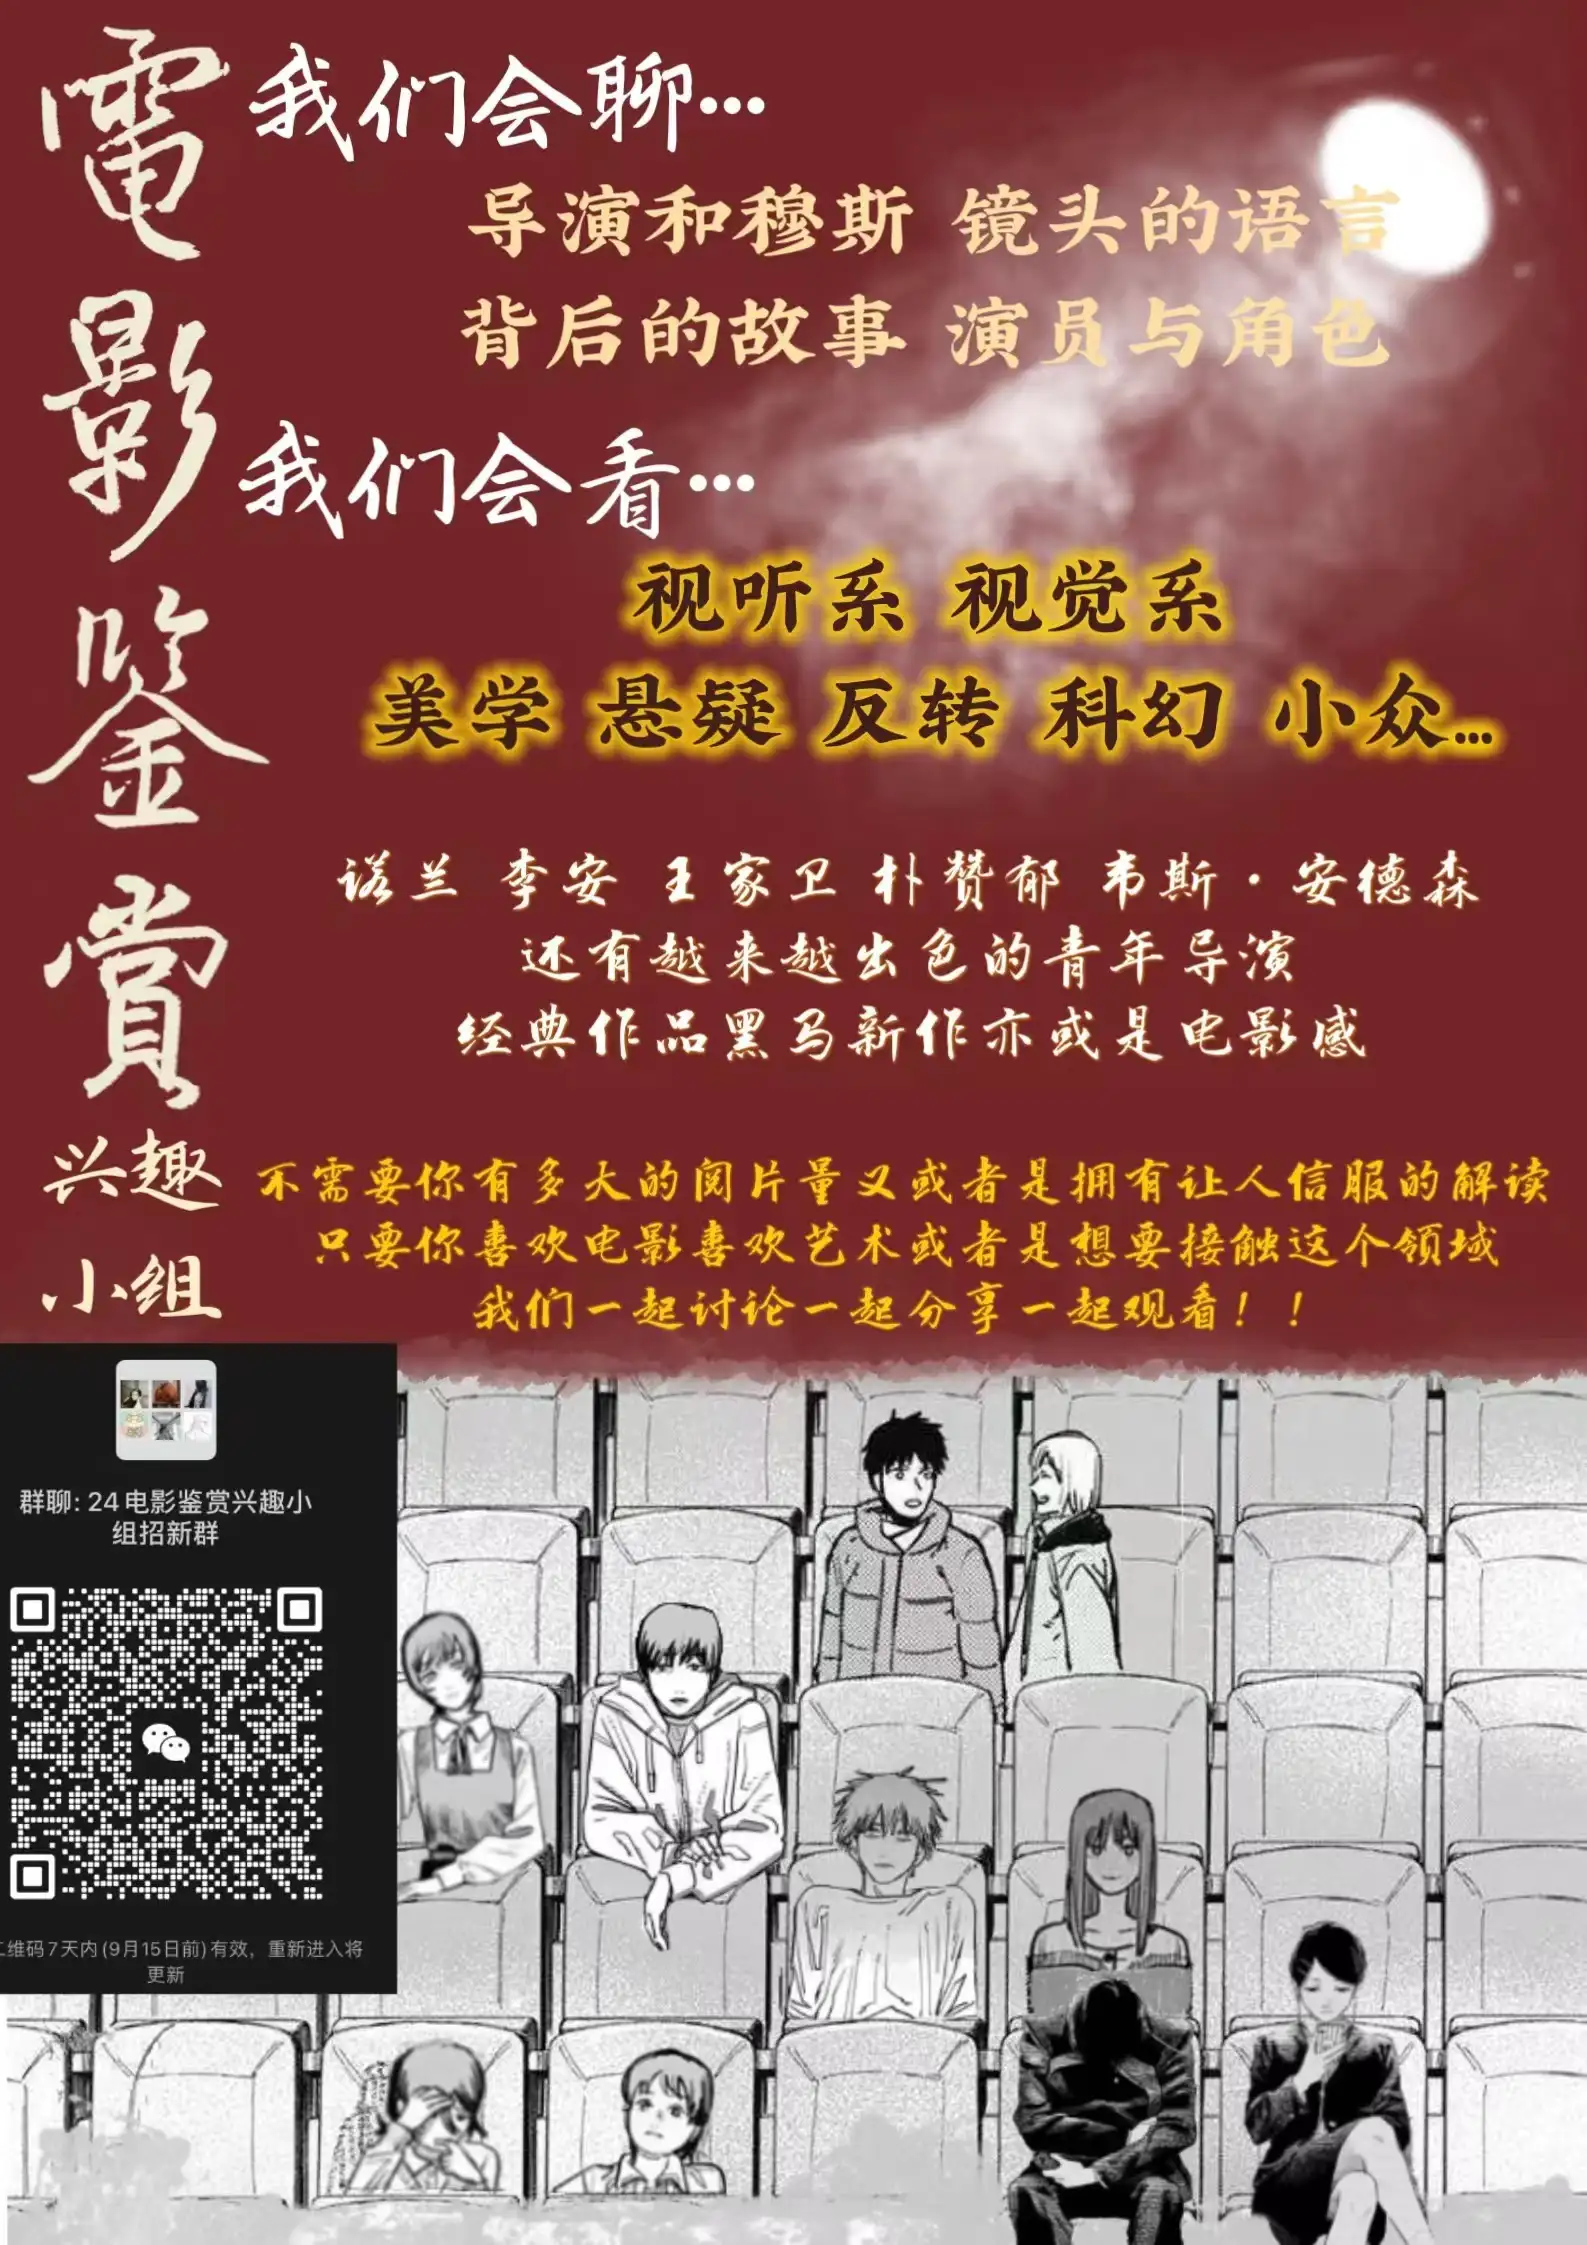 電影鑒賞
兴趣
小组
我们会聊...
导演和穆斯 镜头的语言
背后的故事 演员与角色
我们会看...
视听系 视觉系
美学 悬疑 反转 科幻 小众...
诺兰 李安 王家卫 朴赞郁 韦斯·安德森
还有越来越出色的青年导演
经典作品黑马新作亦或是电影感
不需要你有多大的阅片量又或者是拥有让人信服的解读
只要你喜欢电影喜欢艺术或者是想要接触这个领域
我们一起讨论一起分享一起观看！！
群聊: 24电影鉴赏兴趣小
组招新群
二维码7天内(9月15日前)有效，重新进入将
更新